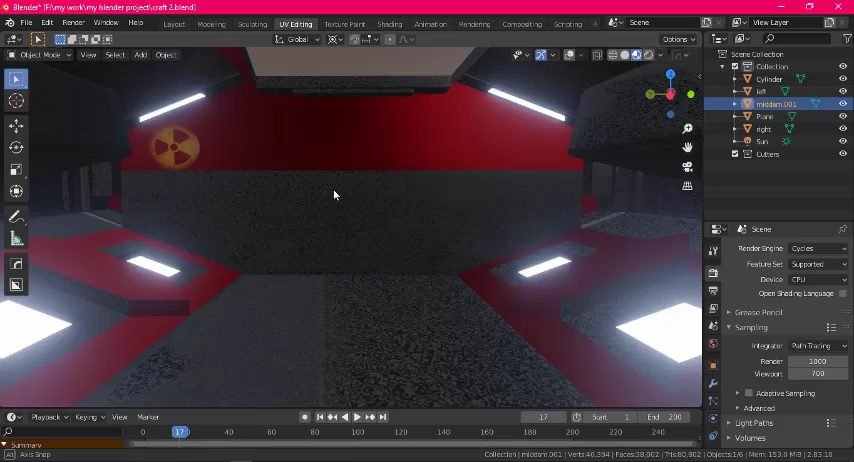 Blender* [F:\my work\my blender project\craft 2.blend]
File Edit Render Window Help Layout Modeling Sculpting UV Editing Texture Paint Shading Animation Rendering Compositing Scripting + Scene View Layer
Global Options
Object Mode View Select Add Object
Scene Collection
Collection
Cylinder
left
middam.001
Plane
right
Sun
Cutters
Scene
Render Engine Cycles
Feature Set Supported
Device CPU
Open Shading Language
Grease Pencil
Sampling
Integrator Path Tracing
Render 1000
Viewport 700
Adaptive Sampling
Advanced
Light Paths
Volumes
Playback Keying View Marker 17 Start 1 End 200
0 17 40 60 80 100 120 140 160 180 200 220 240
Summary
Axis Snap Collection | middam.001 | Verts:40,394 | Faces:38,002 | Tris:80,802 | Objects:1/6 | Mem: 153.0 MiB | 2.83.10